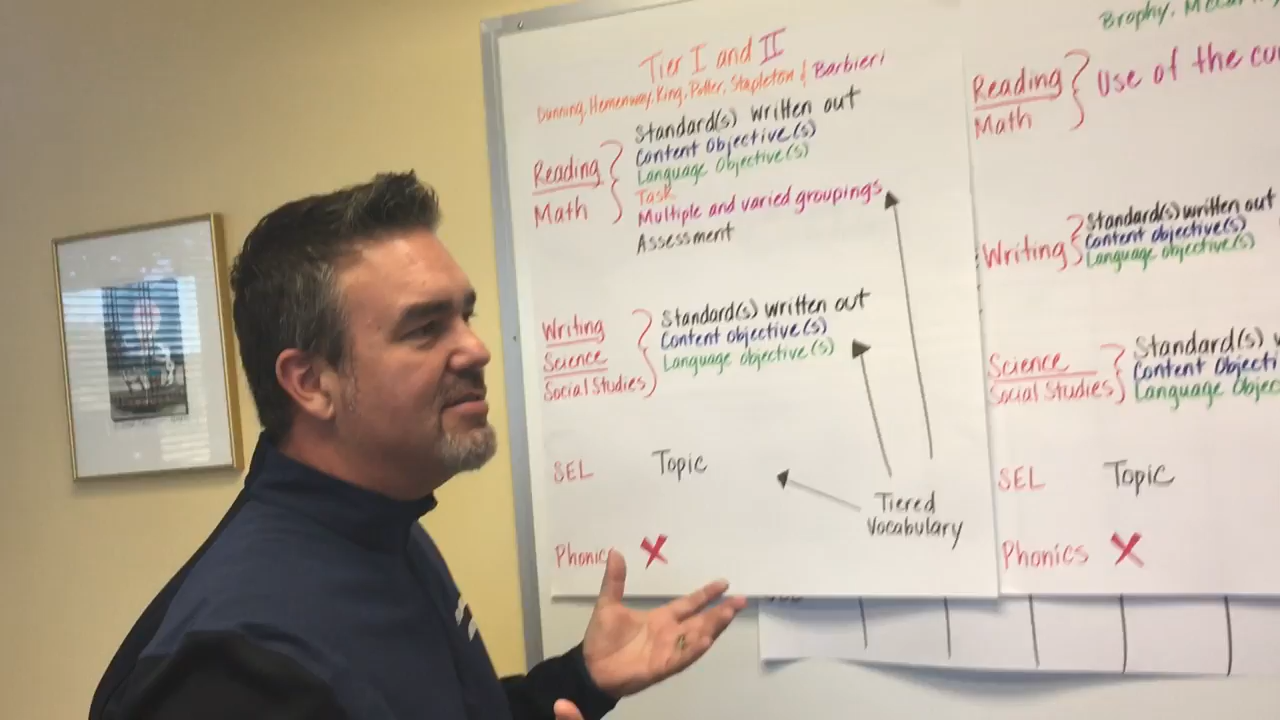 Tier I and II
Dunning, Hemenway, King, Potter, Stapleton & Barbieri
Reading
Math
Standard(s) written out
Content Objective(s)
Language Objective(s)
Task
Multiple and varied groupings
Assessment
Writing
Science
Social Studies
Standard(s) written out
Content objective(s)
Language objective(s)
SEL Topic
Tiered
Vocabulary
Phonics X
Brophy,
Reading
Math
Use of the
Writing
Standard(s) written out
Content objective(s)
Language objective(s)
Science
Social Studies
Standard(s)
Content
Language
SEL Topic
Phonics X